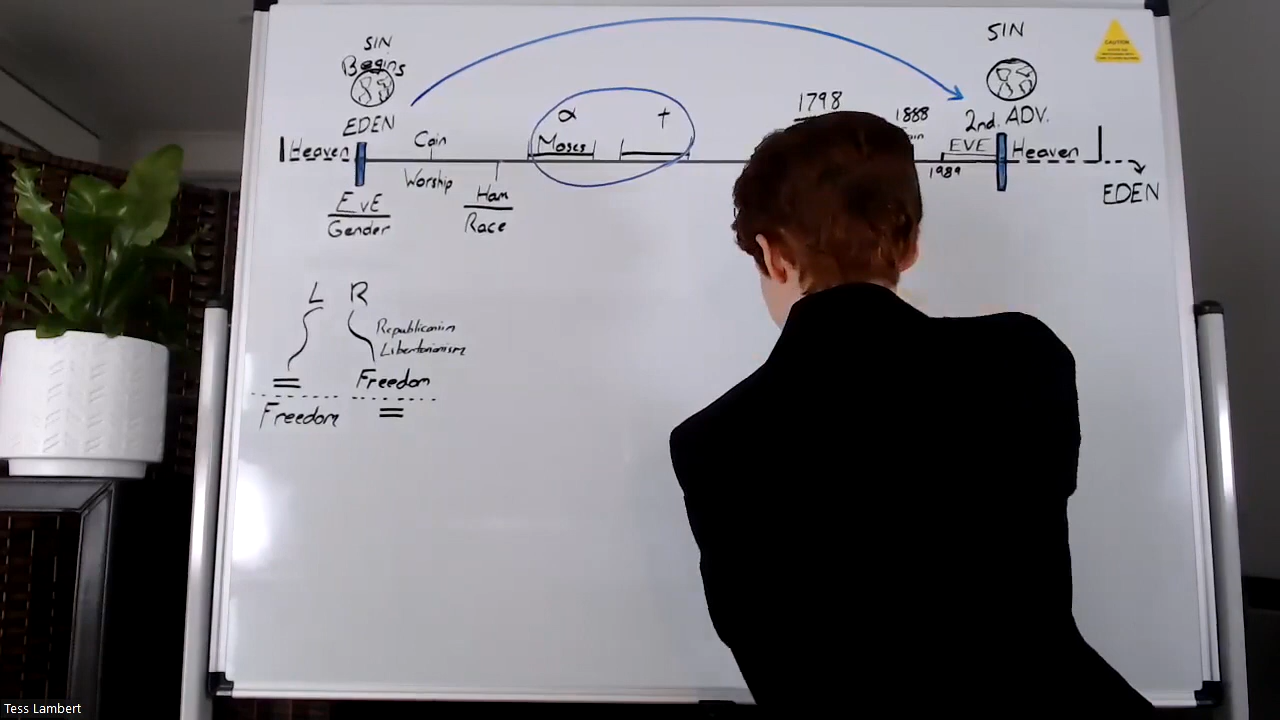 SIN
Begins
EDEN
Heaven
Cain
Worship
EvE
Gender
Ham
Race
α
†
Moses
1798
1888
SIN
2nd. ADV.
EVE
1989
Heaven
EDEN
CAUTION
L R
Republicanism
Libertarianism
= Freedom
Freedom =
Tess Lambert